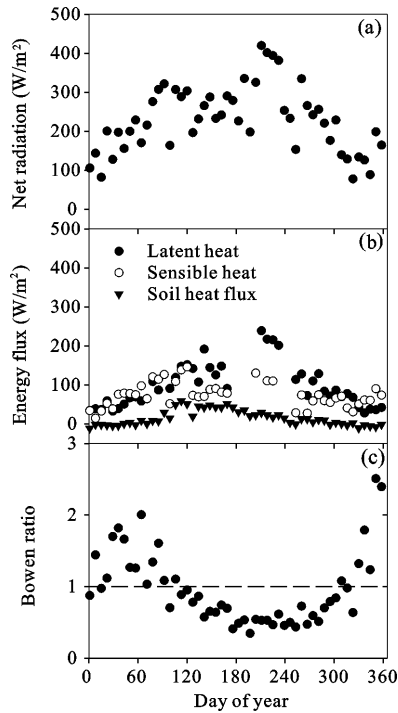 500
(a)
400
300
200
100
0
Net radiation (W/m²)
500
(b)
Latent heat
Sensible heat
Soil heat flux
400
300
200
100
0
Energy flux (W/m²)
3
(c)
2
1
0
Bowen ratio
0 60 120 180 240 300 360
Day of year